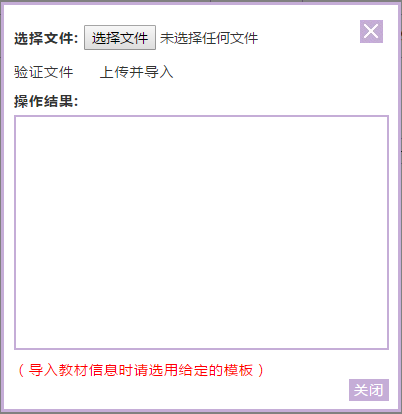 选择文件: 选择文件 未选择任何文件
验证文件 上传并导入
操作结果:
（导入教材信息时请选用给定的模板）
关闭